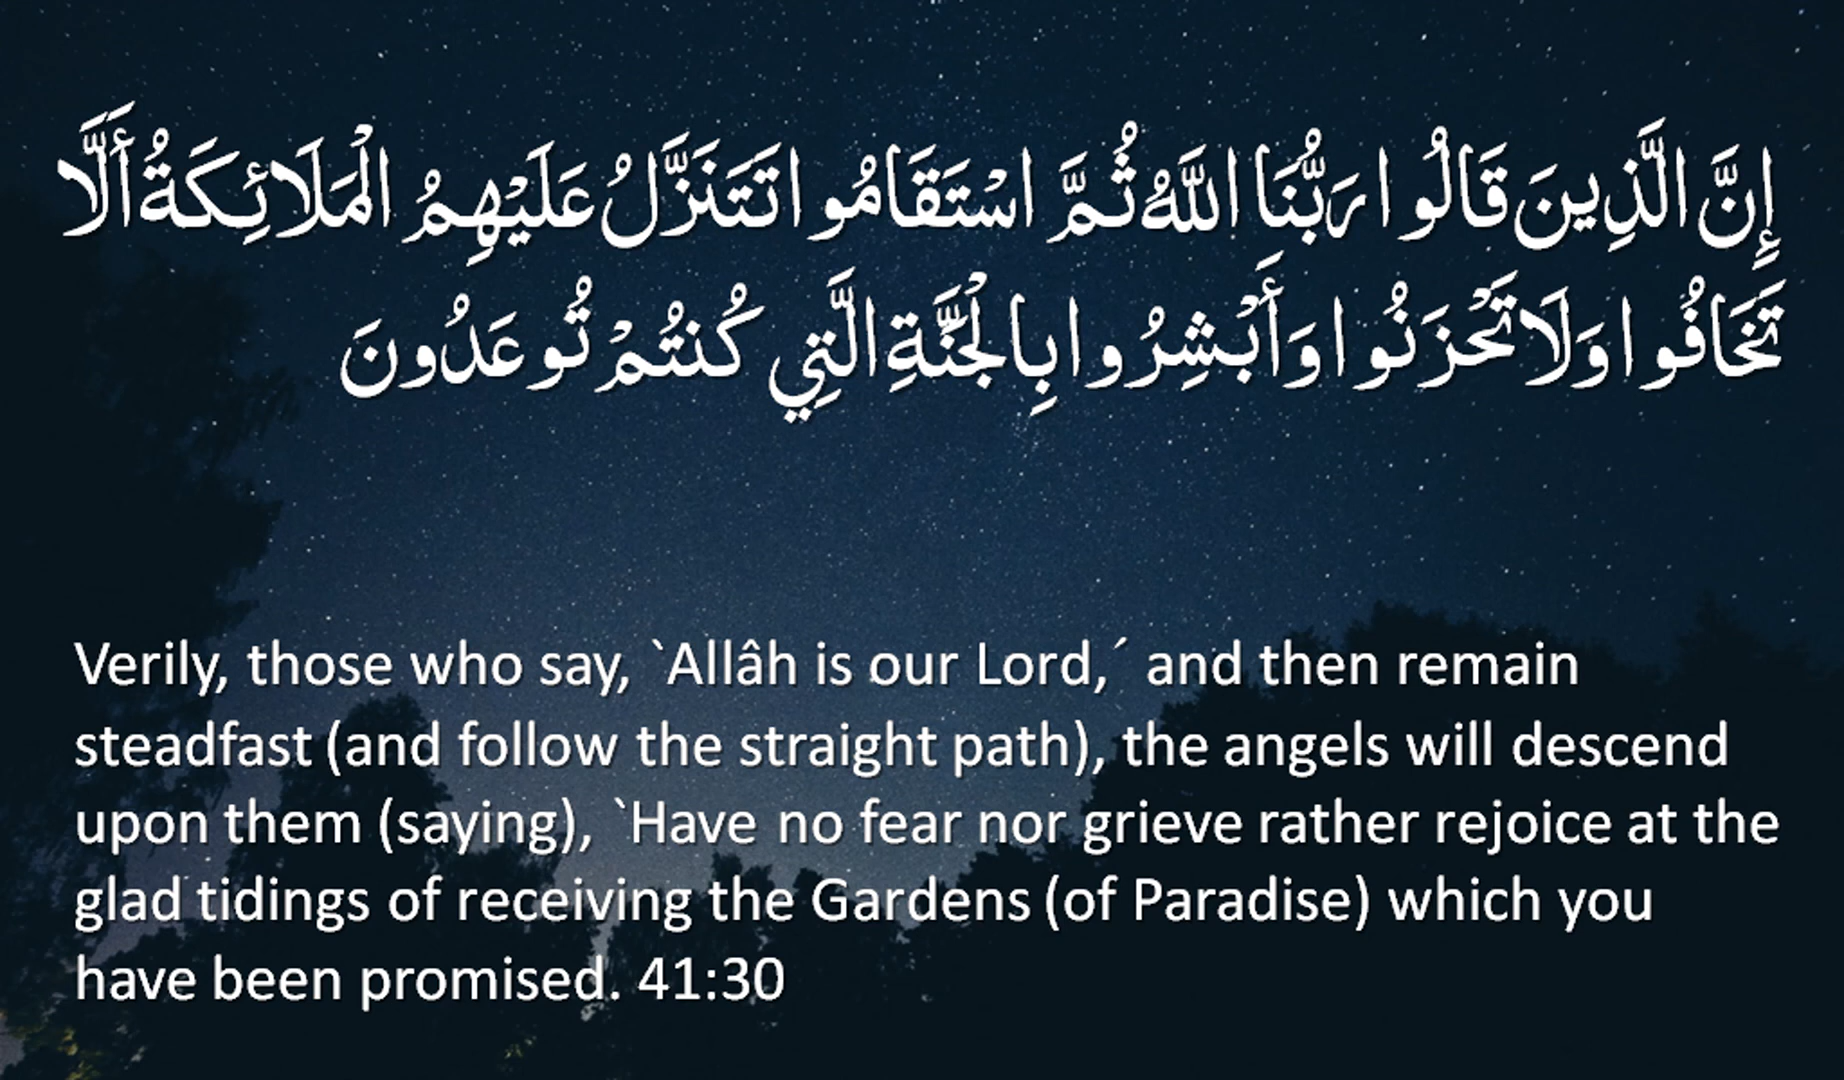 إِنَّ الَّذِينَ قَالُوا رَبُّنَا اللَّهُ ثُمَّ اسْتَقَامُوا تَتَنَزَّلُ عَلَيْهِمُ الْمَلَائِكَةُ أَلَّا
تَخَافُوا وَلَا تَحْزَنُوا وَأَبْشِرُوا بِالْجَنَّةِ الَّتِي كُنتُمْ تُوعَدُونَ
Verily, those who say, `Allâh is our Lord,´ and then remain
steadfast (and follow the straight path), the angels will descend
upon them (saying), `Have no fear nor grieve rather rejoice at the
glad tidings of receiving the Gardens (of Paradise) which you
have been promised. 41:30